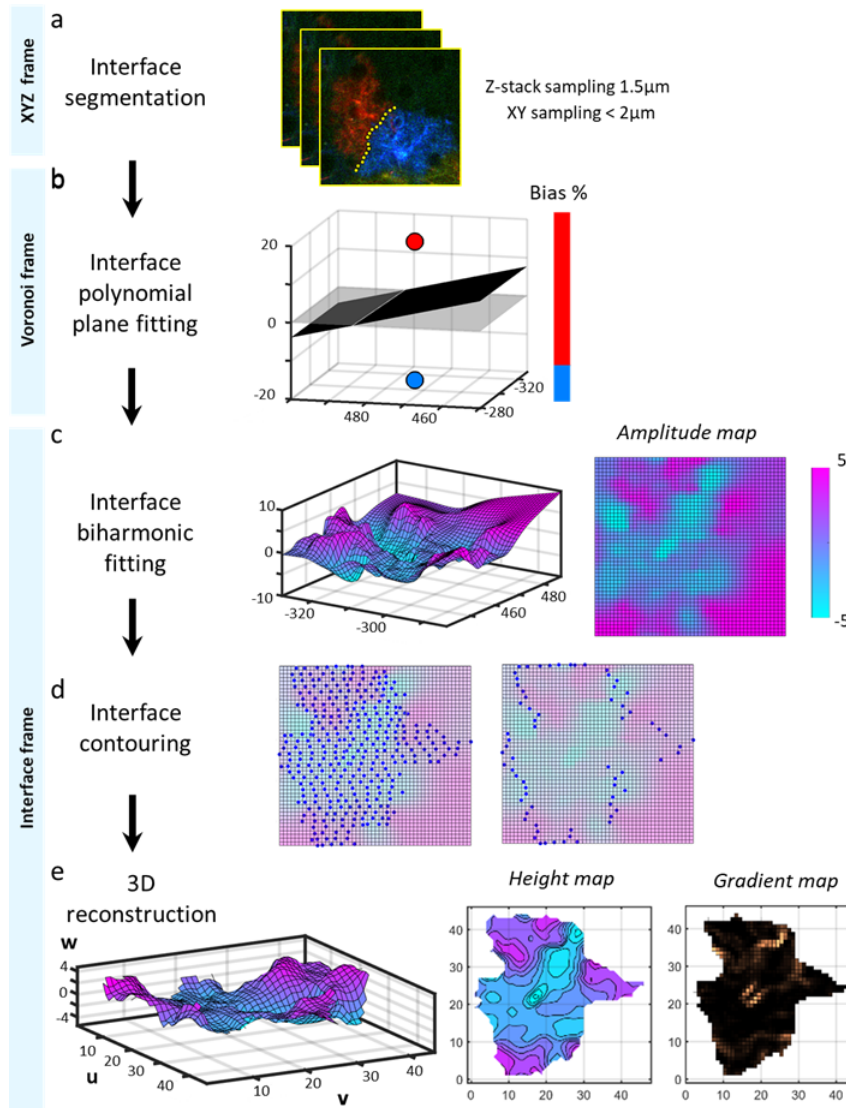 a
XYZ frame
Interface
segmentation
Z-stack sampling 1.5µm
XY sampling < 2µm
b
Voronoi frame
Interface
polynomial
plane fitting
Bias %
20
0
-20
480
460
-280
-320
c
Interface frame
Interface
biharmonic
fitting
Amplitude map
10
0
-10
-320
-300
460
480
5
-5
d
Interface
contouring
e
3D
reconstruction
w
4
0
-4
10
20
30
40
u
10
20
30
40
v
Height map
40
30
20
10
0
0 10 20 30 40
Gradient map
40
30
20
10
0
0 10 20 30 40